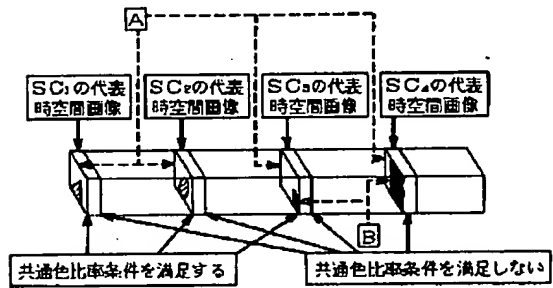 A
SC₁の代表
時空間画像
SC₂の代表
時空間画像
SC₃の代表
時空間画像
SC₄の代表
時空間画像
B
共通色比率条件を満足する
共通色比率条件を満足しない